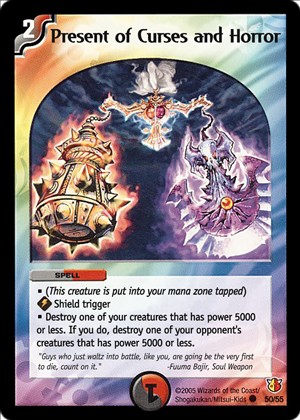 2
Present of Curses and Horror
SPELL
▪ (This creature is put into your mana zone tapped)
Shield trigger
▪ Destroy one of your creatures that has power 5000
or less. If you do, destroy one of your opponent's
creatures that has power 5000 or less.
"Guys who just waltz into battle, like you, are going be the very first
to die, count on it."
-Fuuma Bajir, Soul Weapon
1
©2005 Wizards of the Coast/
Shogakukan/Mitsui-Kids
50/55